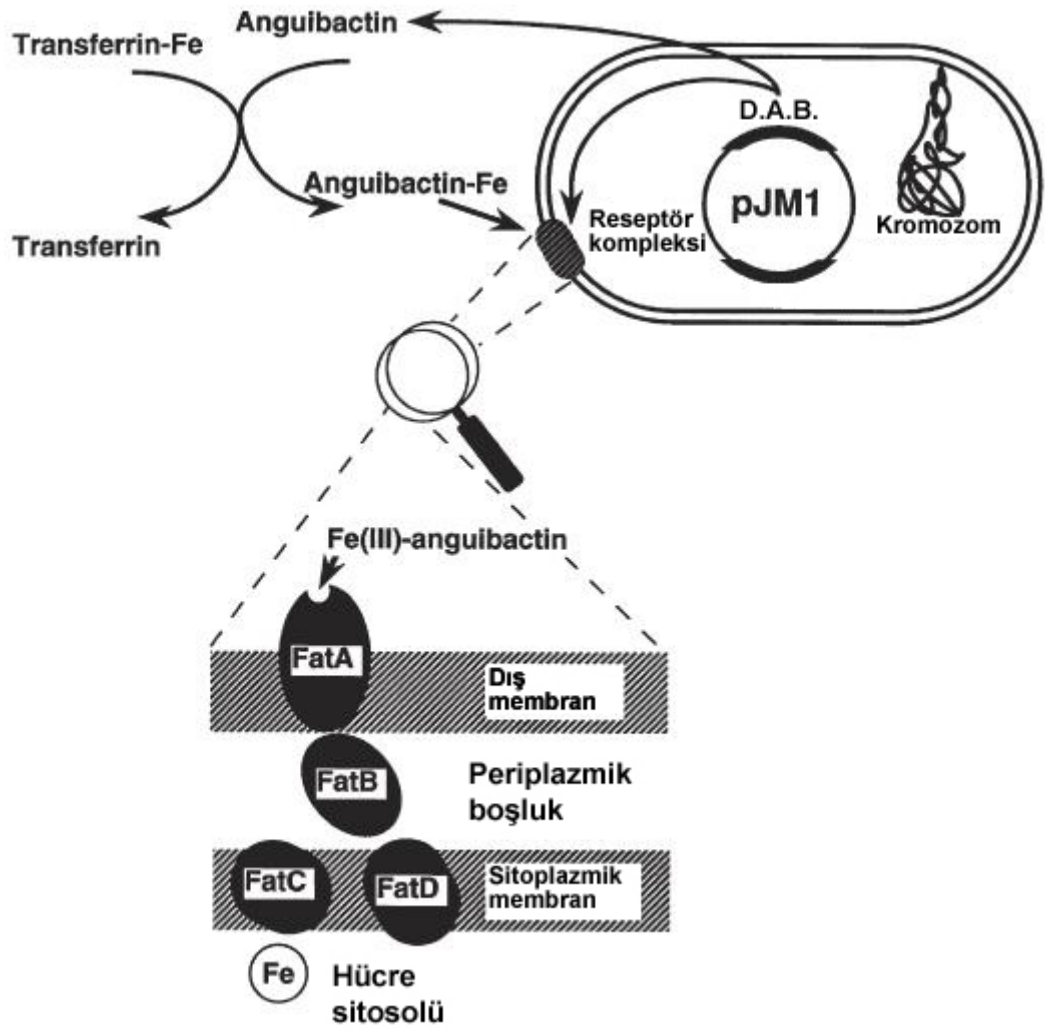 Anguibactin
Transferrin-Fe
D.A.B.
Anguibactin-Fe
Reseptör
kompleksi
pJM1
Kromozom
Transferrin
Fe(III)-anguibactin
FatA
Dış
membran
FatB
Periplazmik
boşluk
FatC
FatD
Sitoplazmik
membran
Fe
Hücre
sitosolü